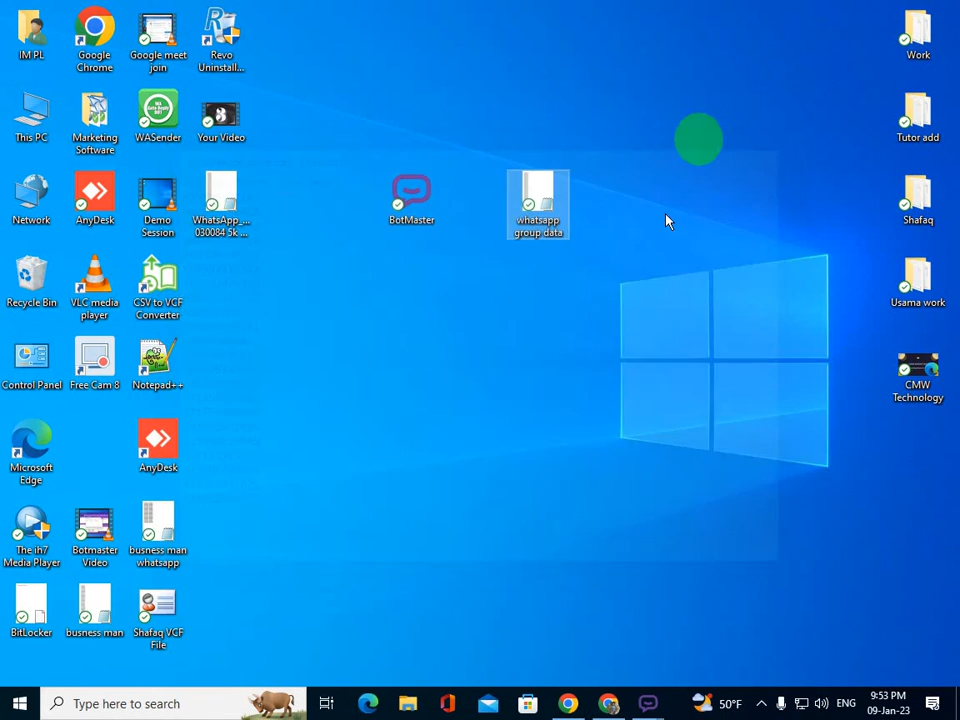 IM PL
Google
Chrome
Google meet
join
Revo
Uninstall...
This PC
Marketing
Software
WASender
Your Video
Network
AnyDesk
Demo
Session
WhatsApp_...
030084 5k ...
BotMaster
whatsapp
group data
Recycle Bin
VLC media
player
CSV to VCF
Converter
Control Panel
Free Cam 8
Notepad++
Microsoft
Edge
AnyDesk
The ih7
Media Player
Botmaster
Video
busness man
whatsapp
BitLocker
busness man
Shafaq VCF
File
Work
Tutor add
Shafaq
Usama work
CMW
Technology
Type here to search
50°F
ENG
9:53 PM
09-Jan-23